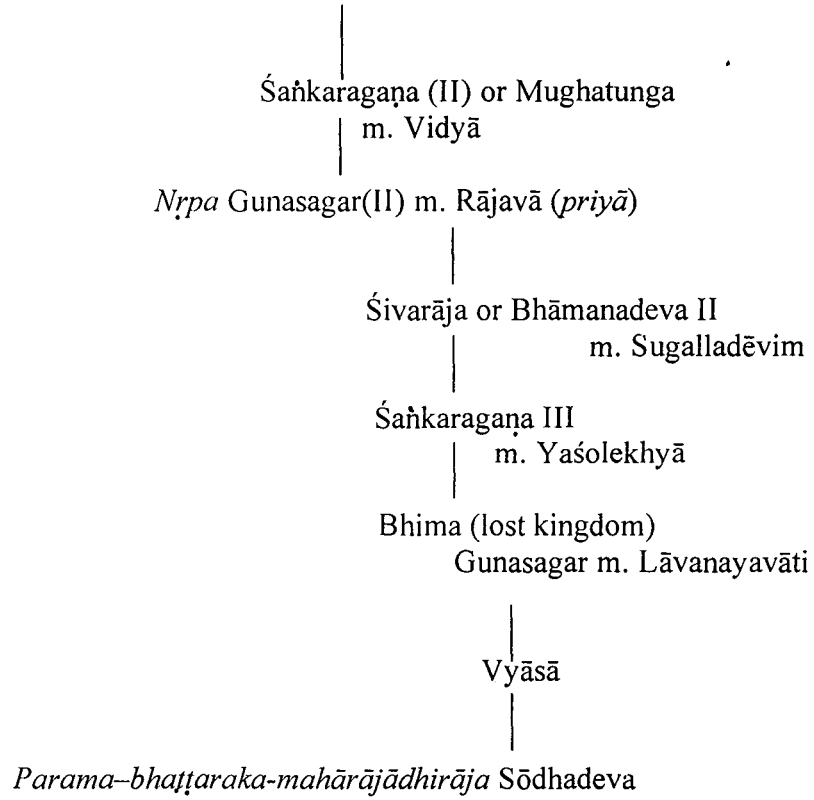 Śaṅkaragaṇa (II) or Mughatunga
m. Vidyā
Nṛpa Gunasagar(II) m. Rājavā (priyā)
Śivarāja or Bhāmanadeva II
m. Sugalladēvim
Śaṅkaragaṇa III
m. Yaśolekhyā
Bhima (lost kingdom)
Gunasagar m. Lāvanayavāti
Vyāsā
Parama–bhaṭṭaraka-mahārājādhirāja Sōdhadeva